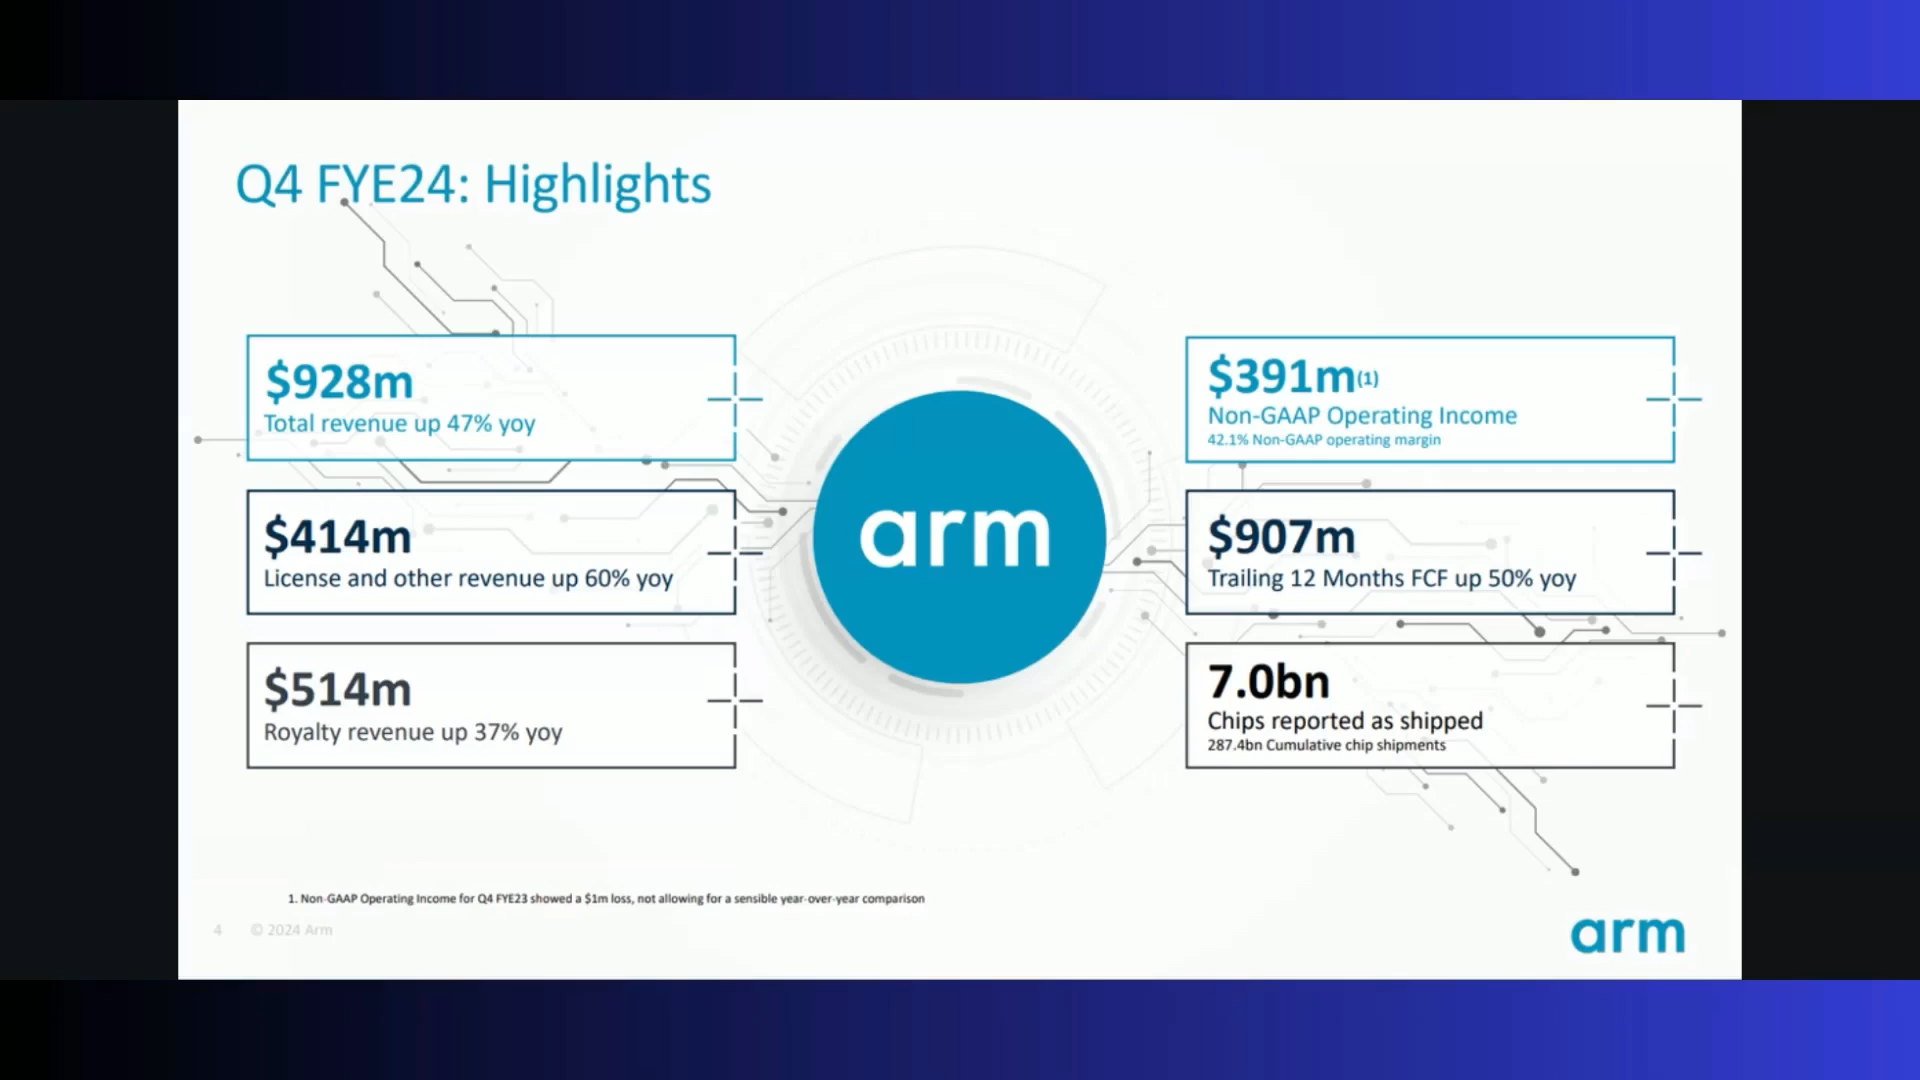 Q4 FYE24: Highlights
$928m
Total revenue up 47% yoy
$414m
License and other revenue up 60% yoy
$514m
Royalty revenue up 37% yoy
arm
$391m(1)
Non-GAAP Operating Income
42.1% Non-GAAP operating margin
$907m
Trailing 12 Months FCF up 50% yoy
7.0bn
Chips reported as shipped
287.4bn Cumulative chip shipments
1. Non-GAAP Operating Income for Q4 FYE23 showed a $1m loss, not allowing for a sensible year-over-year comparison
4 © 2024 Arm
arm